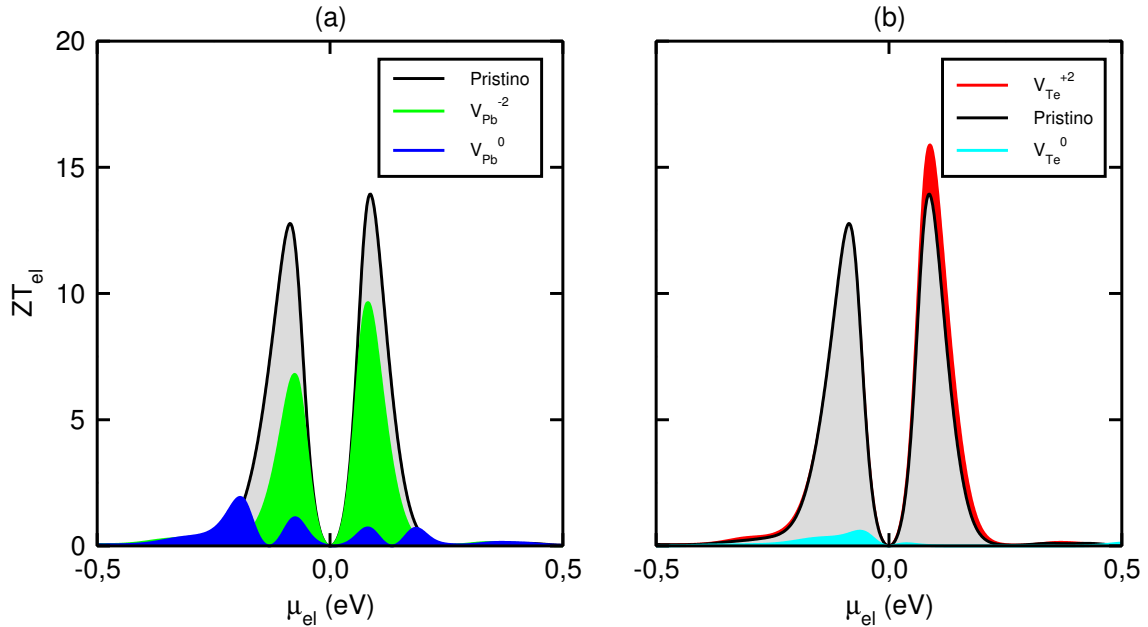 (a)
20
15
10
5
0
ZT_el
Pristino
V_Pb^-2
V_Pb^0
-0,5
0,0
0,5
μ_el (eV)
(b)
V_Te^+2
Pristino
V_Te^0
-0,5
0,0
0,5
μ_el (eV)